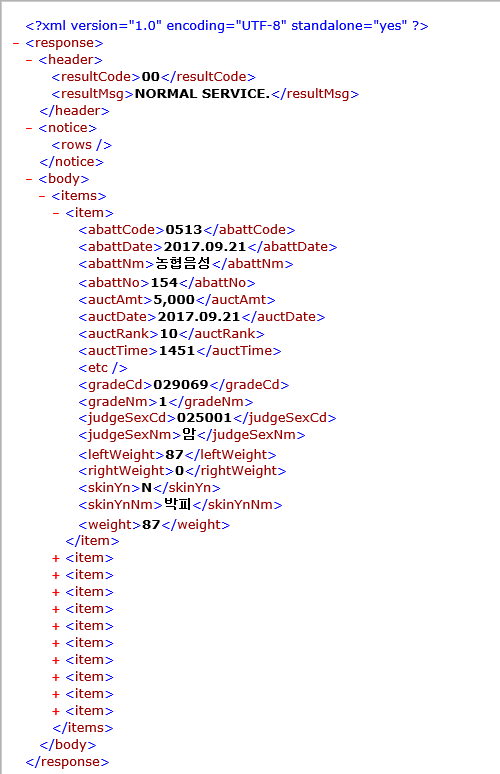 <?xml version="1.0" encoding="UTF-8" standalone="yes" ?>
- <response>
- <header>
<resultCode>00</resultCode>
<resultMsg>NORMAL SERVICE.</resultMsg>
</header>
- <notice>
<rows />
</notice>
- <body>
- <items>
- <item>
<abattCode>0513</abattCode>
<abattDate>2017.09.21</abattDate>
<abattNm>농협음성</abattNm>
<abattNo>154</abattNo>
<auctAmt>5,000</auctAmt>
<auctDate>2017.09.21</auctDate>
<auctRank>10</auctRank>
<auctTime>1451</auctTime>
<etc />
<gradeCd>029069</gradeCd>
<gradeNm>1</gradeNm>
<judgeSexCd>025001</judgeSexCd>
<judgeSexNm>암</judgeSexNm>
<leftWeight>87</leftWeight>
<rightWeight>0</rightWeight>
<skinYn>N</skinYn>
<skinYnNm>박피</skinYnNm>
<weight>87</weight>
</item>
+ <item>
+ <item>
+ <item>
+ <item>
+ <item>
+ <item>
+ <item>
+ <item>
+ <item>
+ <item>
</items>
</body>
</response>